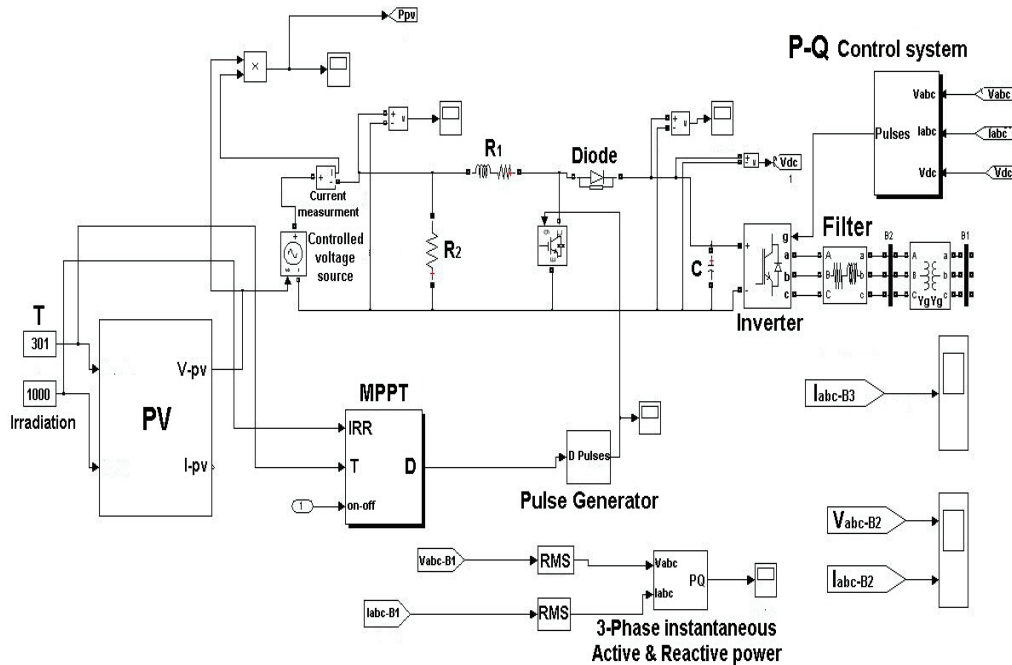 Ppv
×
P-Q Control system
Vabc
Iabc
Vdc
Pulses
Vabc
Iabc
Vdc
+
-
v
+
-
v
+
-
v
Vdc
1
R1
Diode
+
i
-
Current
measurment
Controlled
voltage
source
R2
C
g
+
-
a
b
c
Inverter
Filter
A
B
C
a
b
c
B2
A
B
C
a
b
c
Yg Yg
B1
T
301
1000
Irradiation
V-pv
PV
I-pv
MPPT
IRR
T
D
on-off
1
D Pulses
Pulse Generator
Iabc-B3
Vabc-B2
Iabc-B2
Vabc-B1
RMS
Iabc-B1
RMS
Vabc
Iabc
PQ
3-Phase instantaneous
Active & Reactive power